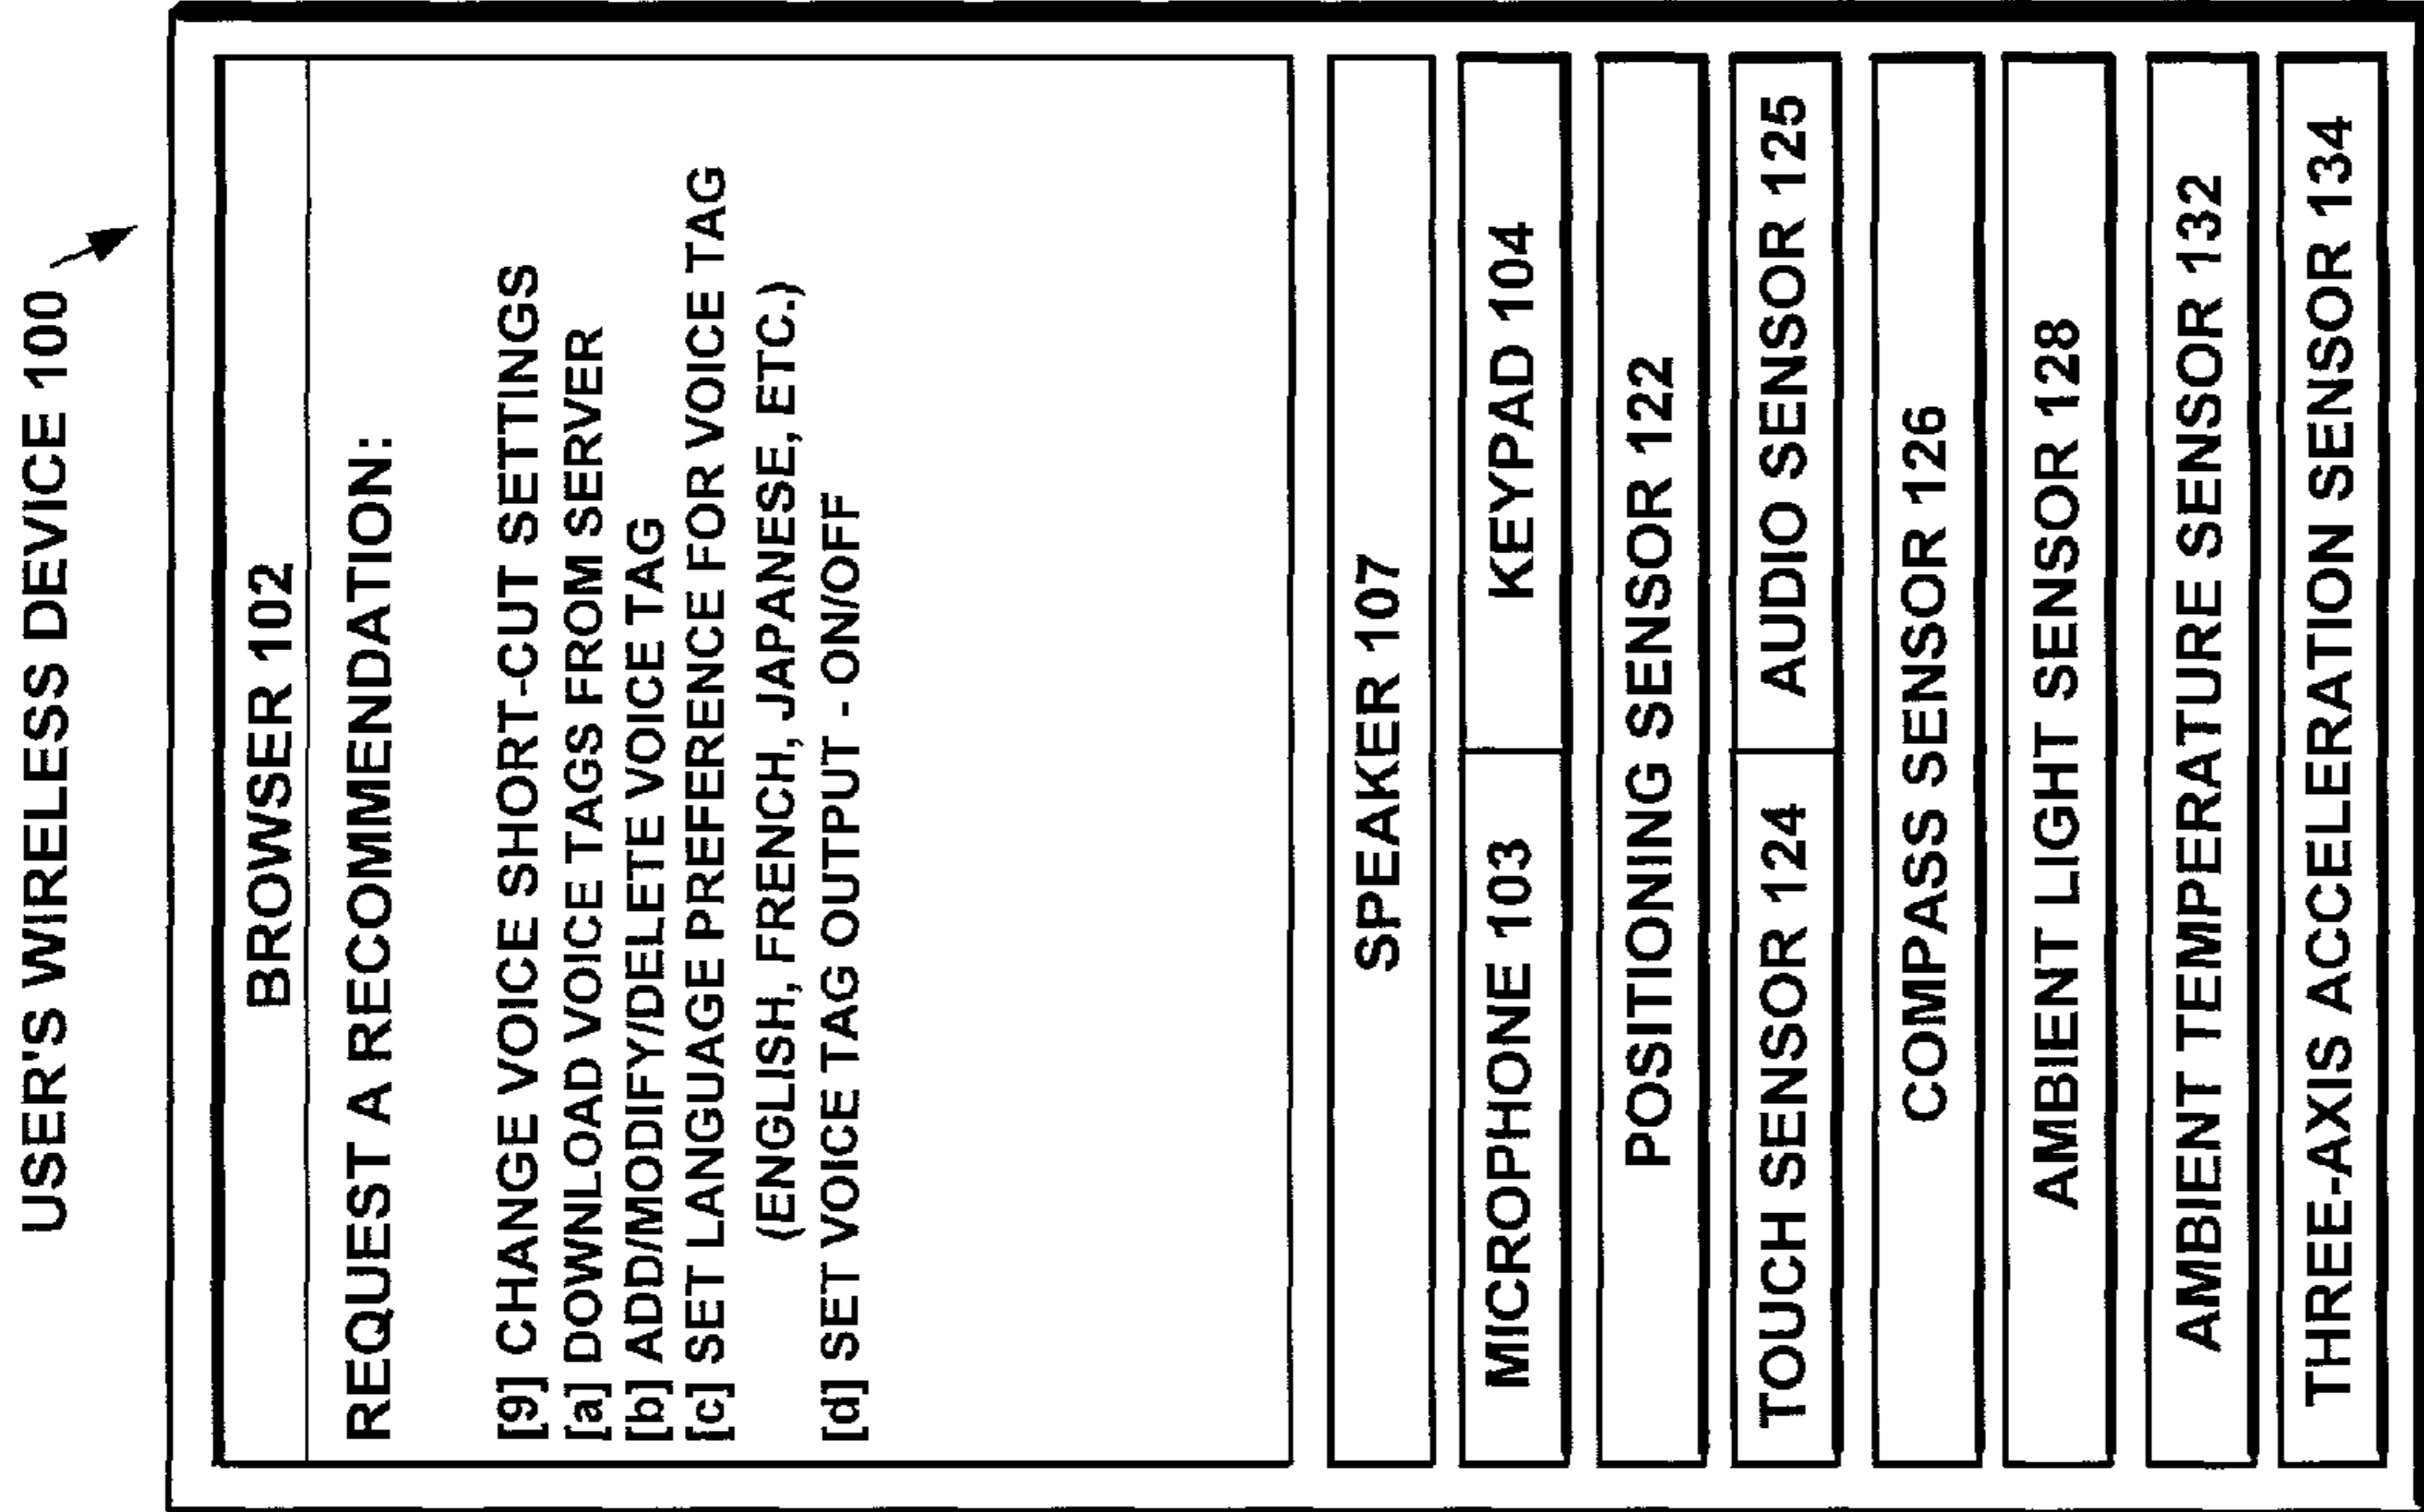 USER'S WIRELESS DEVICE 100
BROWSER 102
REQUEST A RECOMMENDATION:
[9] CHANGE VOICE SHORT-CUT SETTINGS
[a] DOWNLOAD VOICE TAGS FROM SERVER
[b] ADD/MODIFY/DELETE VOICE TAG
[c] SET LANGUAGE PREFERENCE FOR VOICE TAG
(ENGLISH, FRENCH, JAPANESE, ETC.)
[d] SET VOICE TAG OUTPUT - ON/OFF
SPEAKER 107
MICROPHONE 103 KEYPAD 104
POSITIONING SENSOR 122
TOUCH SENSOR 124 AUDIO SENSOR 125
COMPASS SENSOR 126
AMBIENT LIGHT SENSOR 128
AMBIENT TEMPERATURE SENSOR 132
THREE-AXIS ACCELERATION SENSOR 134